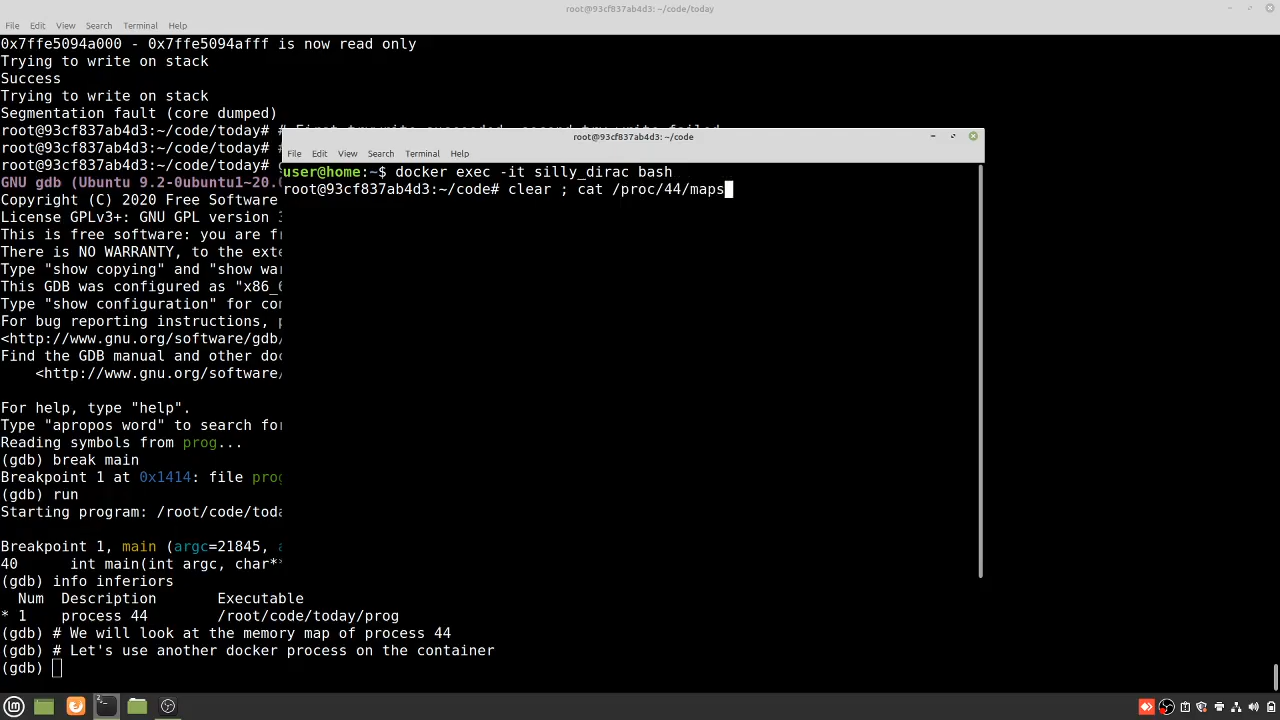 root@93cf837ab4d3: ~/code/today
File Edit View Search Terminal Help
0x7ffe5094a000 - 0x7ffe5094afff is now read only
Trying to write on stack
Success
Trying to write on stack
Segmentation fault (core dumped)
root@93cf837ab4d3:~/code/today#
root@93cf837ab4d3:~/code/today#
root@93cf837ab4d3:~/code/today#
GNU gdb (Ubuntu 9.2-0ubuntu1~20.
Copyright (C) 2020 Free Software
License GPLv3+: GNU GPL version
This is free software: you are
There is NO WARRANTY, to the
Type "show copying" and "show
This GDB was configured as
Type "show configuration" for
For bug reporting instructions,
<http://www.gnu.org/software/gdb/
Find the GDB manual and other
<http://www.gnu.org/software/
For help, type "help".
Type "apropos word" to search
Reading symbols from prog...
(gdb) break main
Breakpoint 1 at 0x1414: file
(gdb) run
Starting program:
Breakpoint 1, main (argc=21845,
40 int main(int argc, char**
(gdb) info inferiors
Num Description Executable
* 1 process 44 /root/code/today/prog
(gdb) # We will look at the memory map of process 44
(gdb) # Let's use another docker process on the container
(gdb)
root@93cf837ab4d3: ~/code
File Edit View Search Terminal Help
user@home:~$ docker exec -it silly_dirac bash
root@93cf837ab4d3:~/code# clear ; cat /proc/44/maps